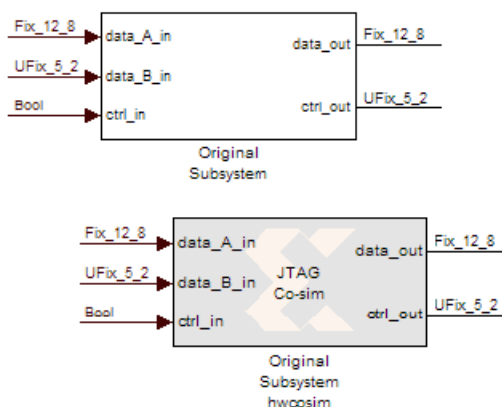 Fix_12_8
data_A_in
data_out
Fix_12_8
UFix_5_2
data_B_in
Bool
ctrl_in
ctrl_out
UFix_5_2
Original
Subsystem
Fix_12_8
data_A_in
data_out
Fix_12_8
UFix_5_2
data_B_in
JTAG
Co-sim
Bool
ctrl_in
ctrl_out
UFix_5_2
Original
Subsystem
hwcosim